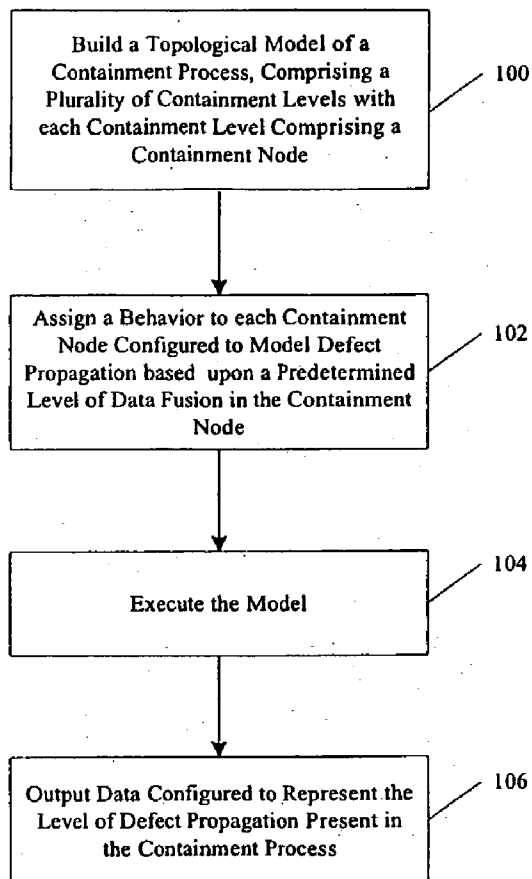 Build a Topological Model of a
Containment Process, Comprising a
Plurality of Containment Levels with
each Containment Level Comprising a
Containment Node
100
Assign a Behavior to each Containment
Node Configured to Model Defect
Propagation based upon a Predetermined
Level of Data Fusion in the Containment
Node
102
Execute the Model
104
Output Data Configured to Represent the
Level of Defect Propagation Present in
the Containment Process
106